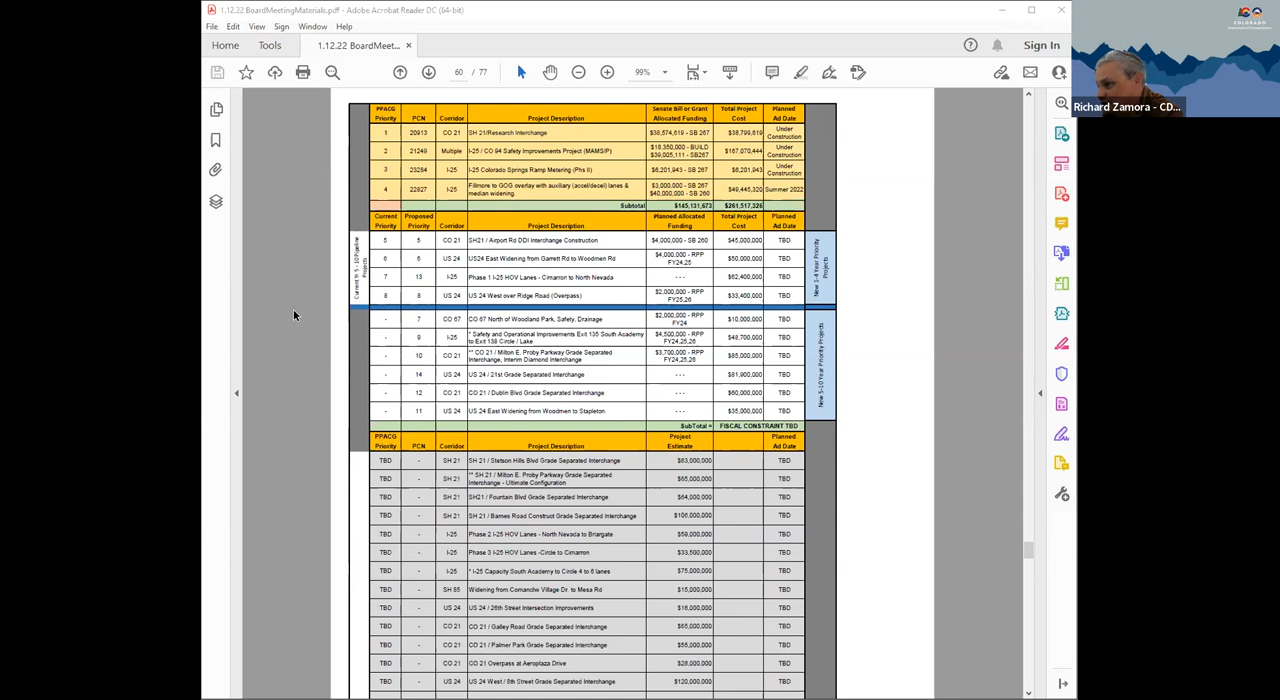 1.12.22 BoardMeetingMaterials.pdf - Adobe Acrobat Reader DC (64-bit)
File Edit View Sign Window Help
Home Tools 1.12.22 BoardMeet... × Sign In
60 / 77 99%
COLORADO
Richard Zamora - CD...
PPACG Priority PCN Corridor Project Description Senate Bill or Grant Allocated Funding Total Project Cost Planned Ad Date
1 20913 CO 21 SH 21/Research Interchange $38,574,619 - SB 267 $38,799,619 Under Construction
2 21249 Multiple I-25 / CO 94 Safety Improvements Project (MAMSIP) $18,350,000 - BUILD $39,005,111 - SB267 $167,070,444 Under Construction
3 23284 I-25 I-25 Colorado Springs Ramp Metering (Phs II) $6,201,943 - SB 267 $6,201,943 Under Construction
4 22827 I-25 Fillmore to GOG overlay with auxiliary (accel/decel) lanes & median widening. $3,000,000 - SB 267 $40,000,000 - SB 260 $49,445,320 Summer 2022
Subtotal $145,131,673 $261,517,326
Current Priority Proposed Priority Corridor Project Description Planned Allocated Funding Total Project Cost Planned Ad Date
Current Yr 5 - 10 Pipeline Projects
New 1-4 Year Priority Projects
5 5 CO 21 SH21 / Airport Rd DDI Interchange Construction $4,000,000 - SB 260 $45,000,000 TBD
6 6 US 24 US24 East Widening from Garrett Rd to Woodmen Rd $4,000,000 - RPP FY24,25 $50,000,000 TBD
7 13 I-25 Phase 1 I-25 HOV Lanes - Cimarron to North Nevada - - - $62,400,000 TBD
8 8 US 24 US 24 West over Ridge Road (Overpass) $2,000,000 - RPP FY25,26 $33,400,000 TBD
New 5-10 Year Priority Projects
- 7 CO 67 CO 67 North of Woodland Park, Safety, Drainage $2,000,000 - RPP FY24 $10,000,000 TBD
- 9 I-25 * Safety and Operational Improvements Exit 135 South Academy to Exit 138 Circle / Lake $4,500,000 - RPP FY24,25,26 $48,700,000 TBD
- 10 CO 21 ** CO 21 / Milton E. Proby Parkway Grade Separated Interchange, Interim Diamond Interchange $3,700,000 - RPP FY24,25,26 $85,000,000 TBD
- 14 US 24 US 24 / 21st Grade Separated Interchange - - - $81,900,000 TBD
- 12 CO 21 CO 21 / Dublin Blvd Grade Separated Interchange - - - $60,000,000 TBD
- 11 US 24 US 24 East Widening from Woodmen to Stapleton - - - $35,000,000 TBD
SubTotal = FISCAL CONSTRAINT TBD
PPACG Priority PCN Corridor Project Description Project Estimate Planned Ad Date
TBD - SH 21 SH 21 / Stetson Hills Blvd Grade Separated Interchange $63,000,000 TBD
TBD - SH 21 ** SH 21 / Milton E. Proby Parkway Grade Separated Interchange - Ultimate Configuration $65,000,000 TBD
TBD - SH 21 SH21 / Fountain Blvd Grade Separated Interchange $64,000,000 TBD
TBD - SH 21 SH 21 / Barnes Road Construct Grade Separated Interchange $106,000,000 TBD
TBD - I-25 Phase 2 I-25 HOV Lanes - North Nevada to Briargate $59,000,000 TBD
TBD - I-25 Phase 3 I-25 HOV Lanes -Circle to Cimarron $33,500,000 TBD
TBD - I-25 * I-25 Capacity South Academy to Circle 4 to 6 lanes $75,000,000 TBD
TBD - SH 85 Widening from Comanche Village Dr. to Mesa Rd $15,000,000 TBD
TBD - US 24 US 24 / 26th Street Intersection Improvements $16,000,000 TBD
TBD - CO 21 CO 21 / Galley Road Grade Separated Interchange $65,000,000 TBD
TBD - CO 21 CO 21 / Palmer Park Grade Separated Interchange $55,000,000 TBD
TBD - CO 21 CO 21 Overpass at Aeroplaza Drive $28,000,000 TBD
TBD - US 24 US 24 West / 8th Street Grade Separated Interchange $120,000,000 TBD